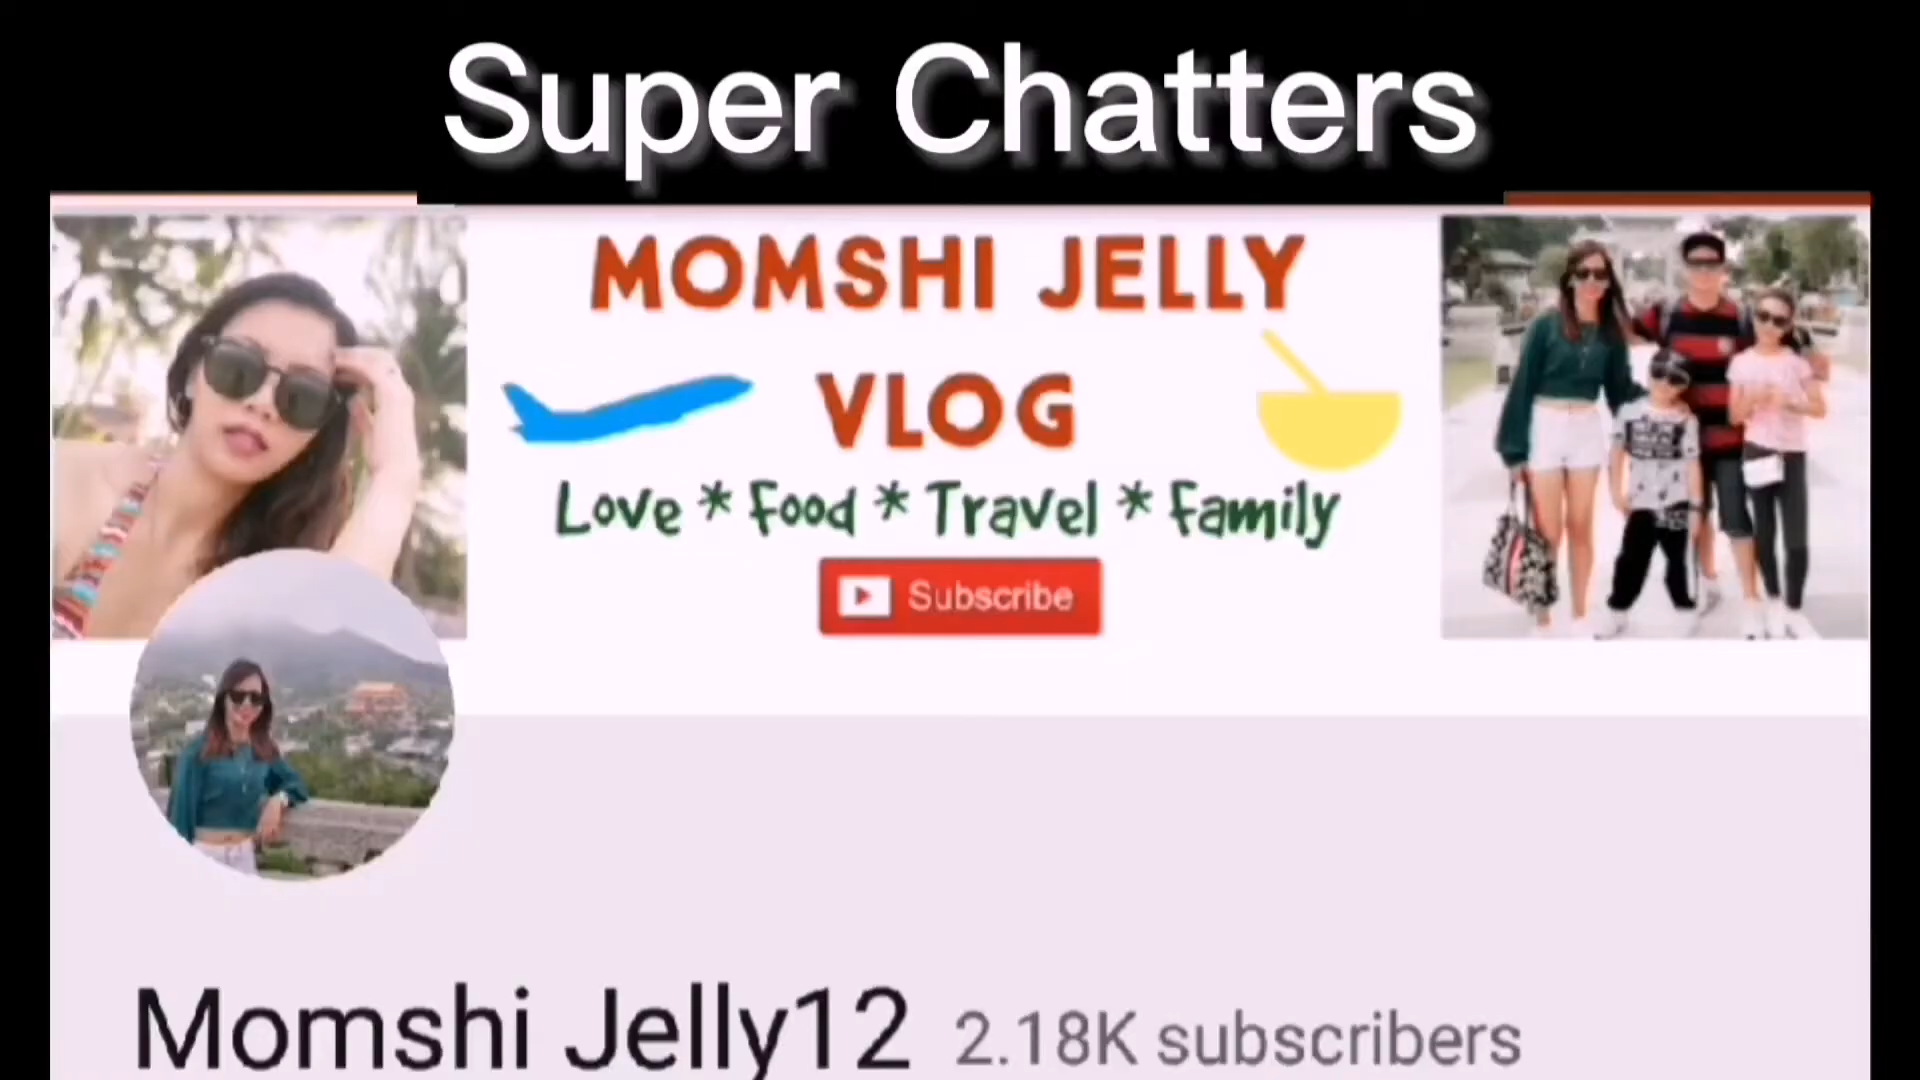 Super Chatters
MOMSHI JELLY
VLOG
Love * Food * Travel * Family
Subscribe
Momshi Jelly12 2.18K subscribers